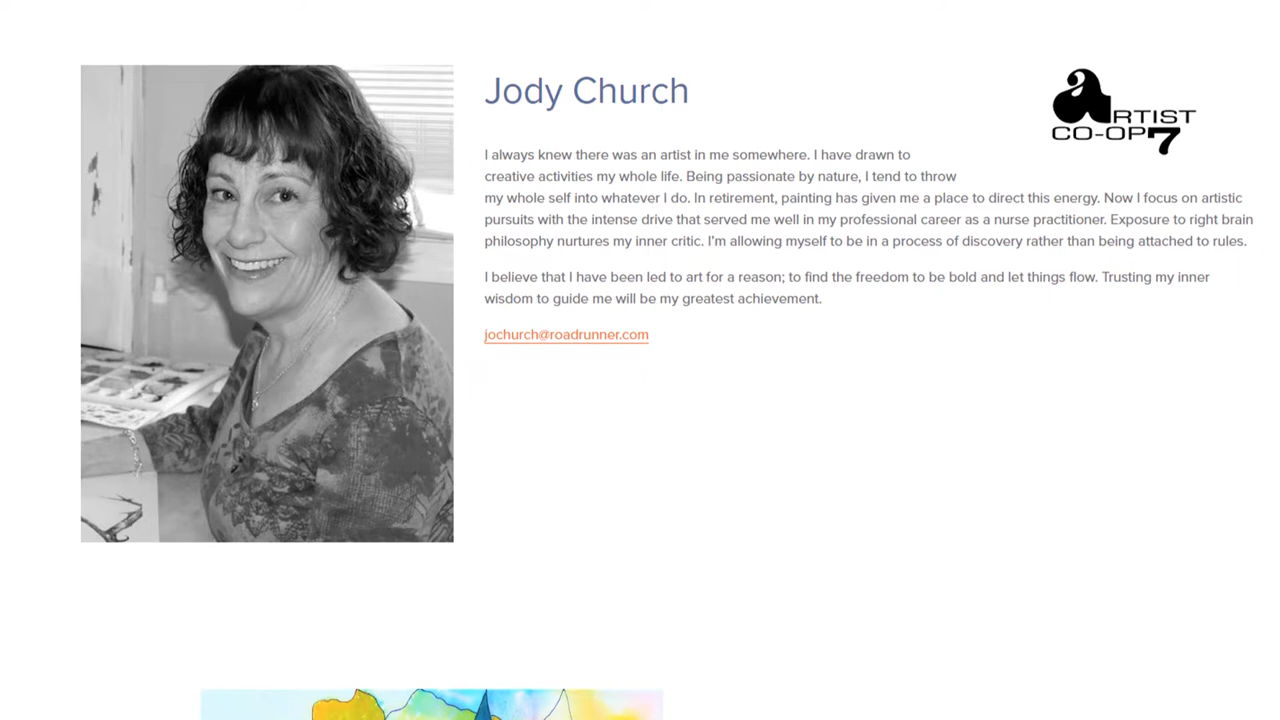 Jody Church
aRTIST
CO-OP7
I always knew there was an artist in me somewhere. I have drawn to
creative activities my whole life. Being passionate by nature, I tend to throw
my whole self into whatever I do. In retirement, painting has given me a place to direct this energy. Now I focus on artistic
pursuits with the intense drive that served me well in my professional career as a nurse practitioner. Exposure to right brain
philosophy nurtures my inner critic. I’m allowing myself to be in a process of discovery rather than being attached to rules.
I believe that I have been led to art for a reason; to find the freedom to be bold and let things flow. Trusting my inner
wisdom to guide me will be my greatest achievement.
jochurch@roadrunner.com